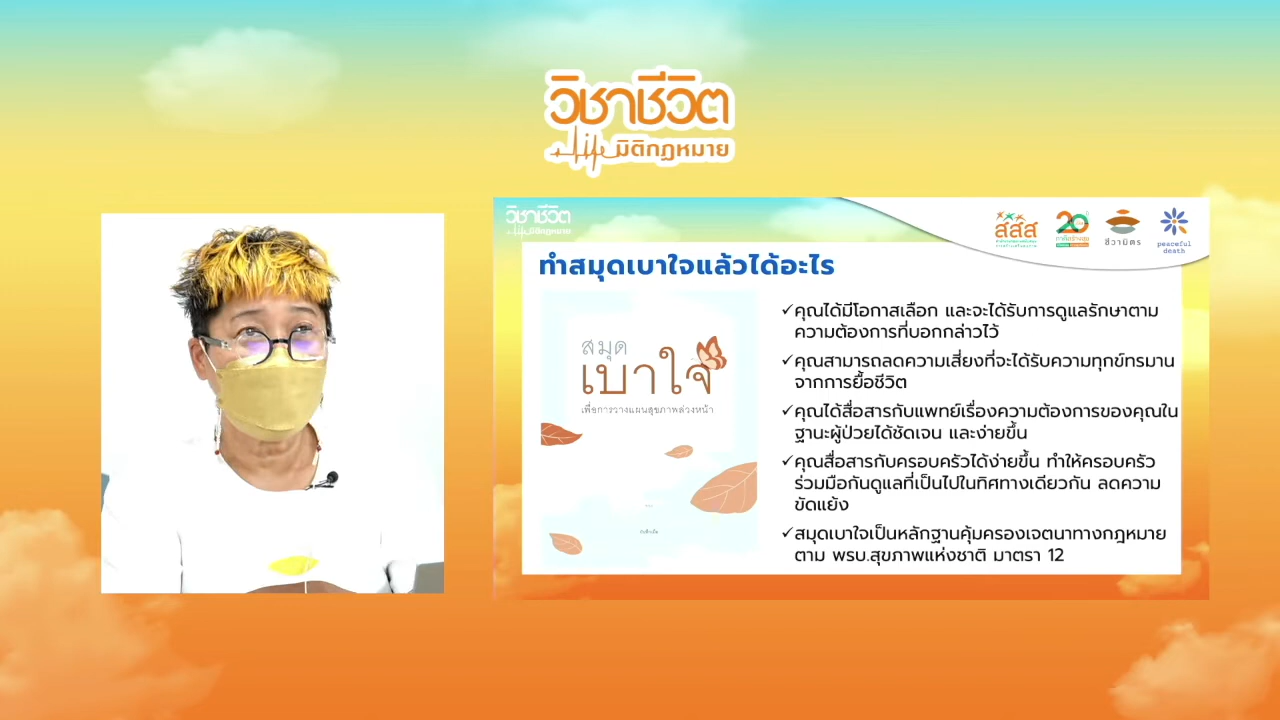 วิชาชีวิต
Life มิติกฎหมาย
วิชาชีวิต
Life มิติกฎหมาย
สสส
20
ชีวามิตร
peaceful
death
ทำสมุดเบาใจแล้วได้อะไร
สมุด
เบาใจ
เพื่อการวางแผนสุขภาพล่วงหน้า
✓คุณได้มีโอกาสเลือก และจะได้รับการดูแลรักษาตาม
ความต้องการที่บอกกล่าวไว้
✓คุณสามารถลดความเสี่ยงที่จะได้รับความทุกข์ทรมาน
จากการยื้อชีวิต
✓คุณได้สื่อสารกับแพทย์เรื่องความต้องการของคุณใน
ฐานะผู้ป่วยได้ชัดเจน และง่ายขึ้น
✓คุณสื่อสารกับครอบครัวได้ง่ายขึ้น ทำให้ครอบครัว
ร่วมมือกันดูแลที่เป็นไปในทิศทางเดียวกัน ลดความ
ขัดแย้ง
✓สมุดเบาใจเป็นหลักฐานคุ้มครองเจตนาทางกฎหมาย
ตาม พรบ.สุขภาพแห่งชาติ มาตรา 12